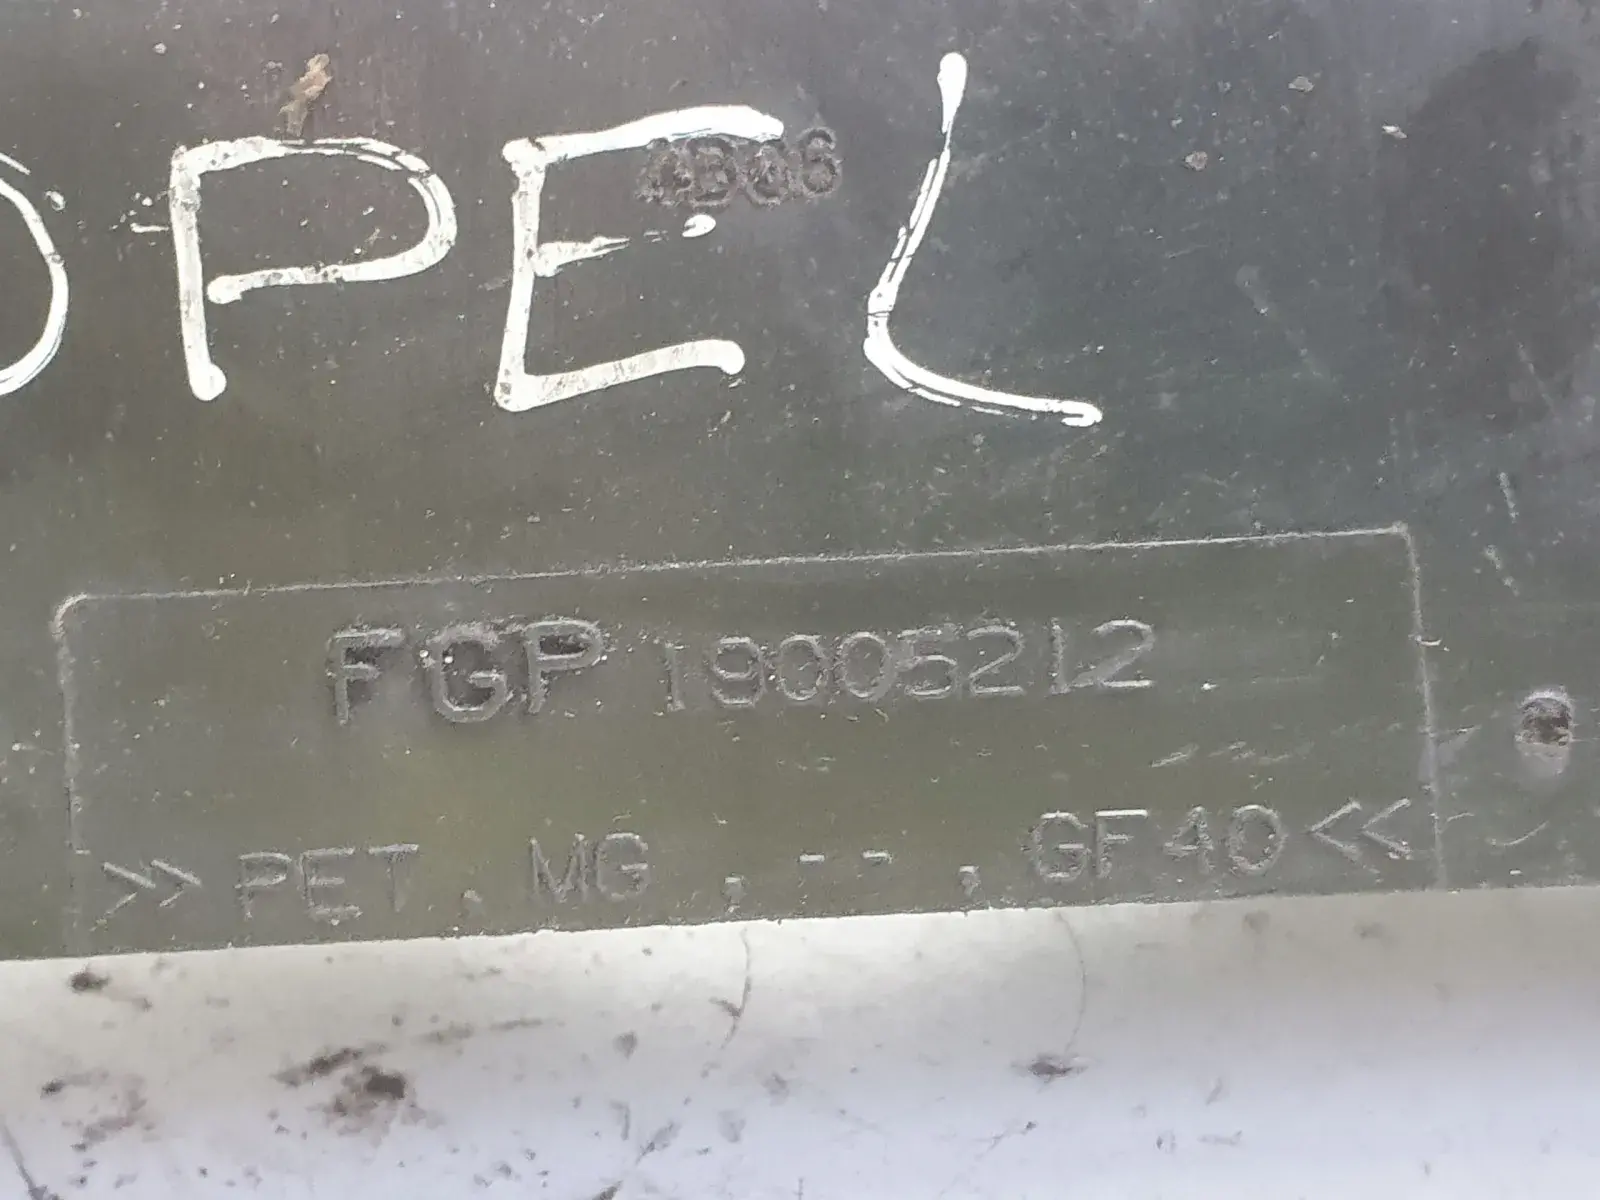 OPEL
FGP 19005212
>>PET.MG,--,GF40<<